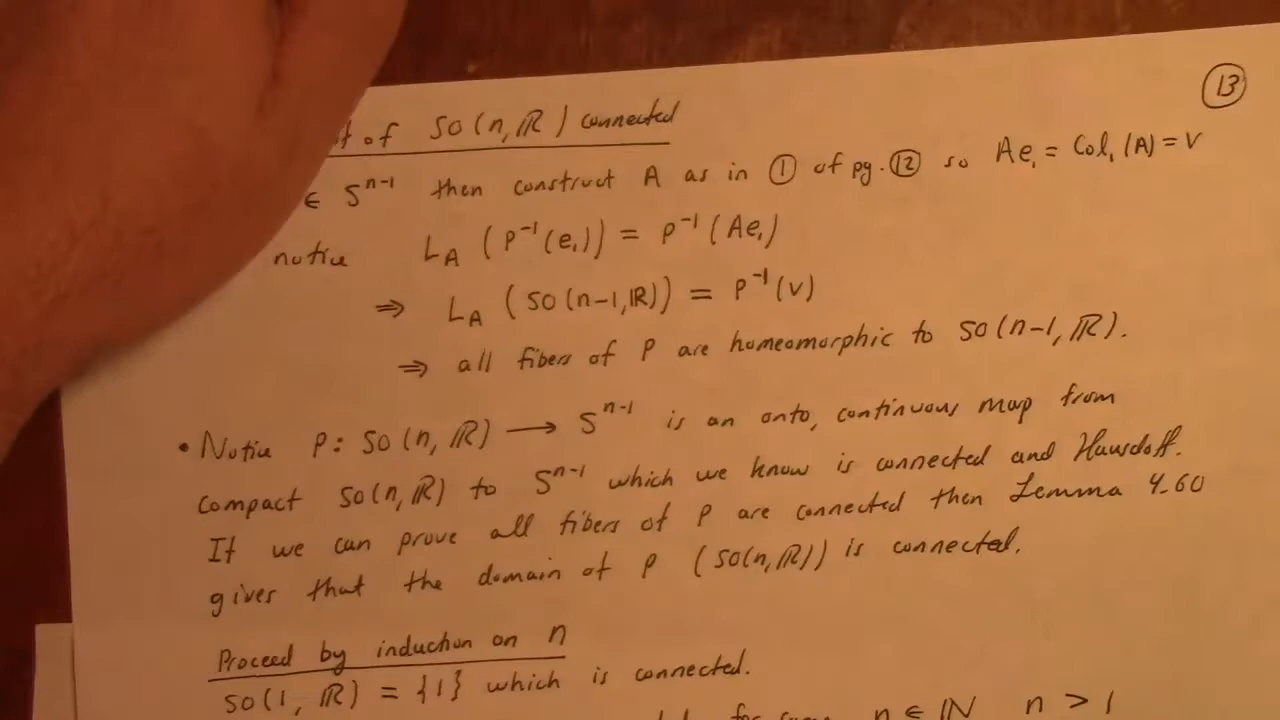 13
of SO(n, ℝ) connected
∈ S^{n-1} then construct A as in ① of pg. ⑫ so Ae₁ = Col₁(A) = v
notice L_A (p^{-1}(e₁)) = p^{-1}(Ae₁)
⇒ L_A (SO(n-1, ℝ)) = p^{-1}(v)
⇒ all fibers of p are homeomorphic to SO(n-1, ℝ).
• Notice p: SO(n, ℝ) ⟶ S^{n-1} is an onto, continuous map from
compact SO(n, ℝ) to S^{n-1} which we know is connected and Hausdoff.
If we can prove all fibers of p are connected then Lemma 4.60
gives that the domain of p (SO(n, ℝ)) is connected.
Proceed by induction on n
SO(1, ℝ) = {1} which is connected.
for some n ∈ ℕ n > 1